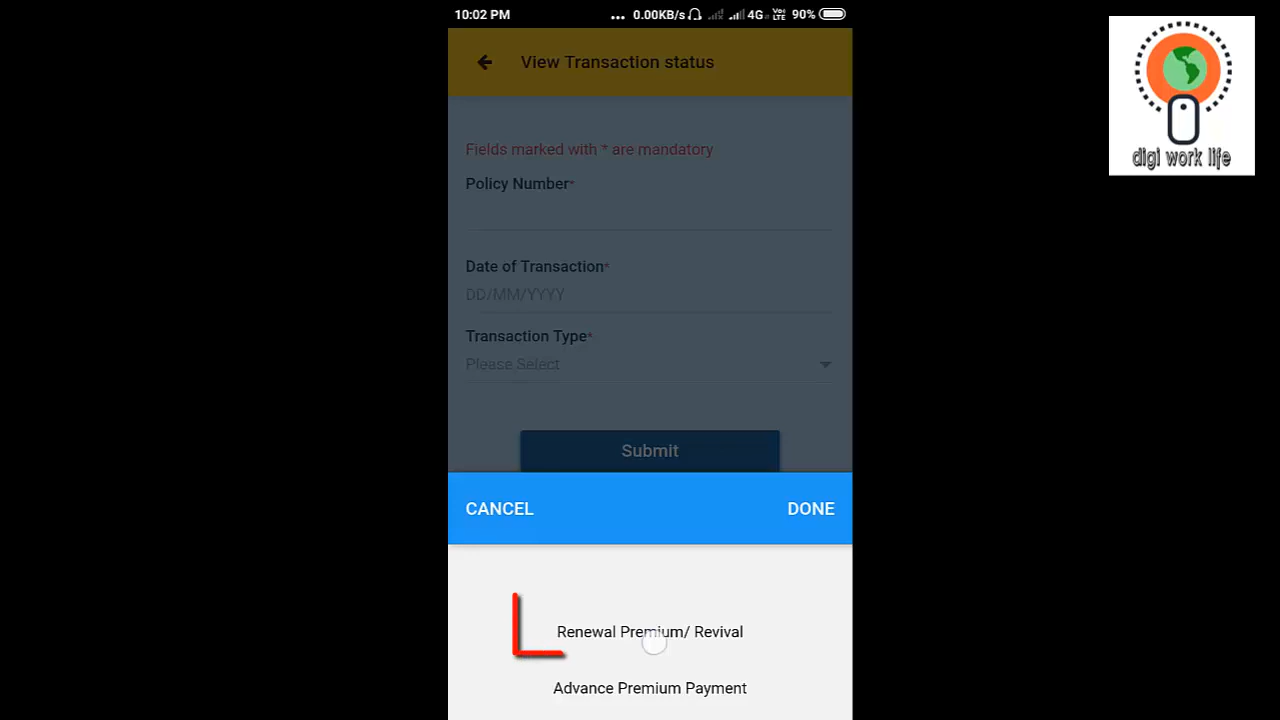 10:02 PM
... 0.00KB/s 4G VoLTE 90%
View Transaction status
Fields marked with * are mandatory
Policy Number*
Date of Transaction*
DD/MM/YYYY
Transaction Type*
Please Select
Submit
CANCEL
DONE
Renewal Premium/ Revival
Advance Premium Payment
digi work life